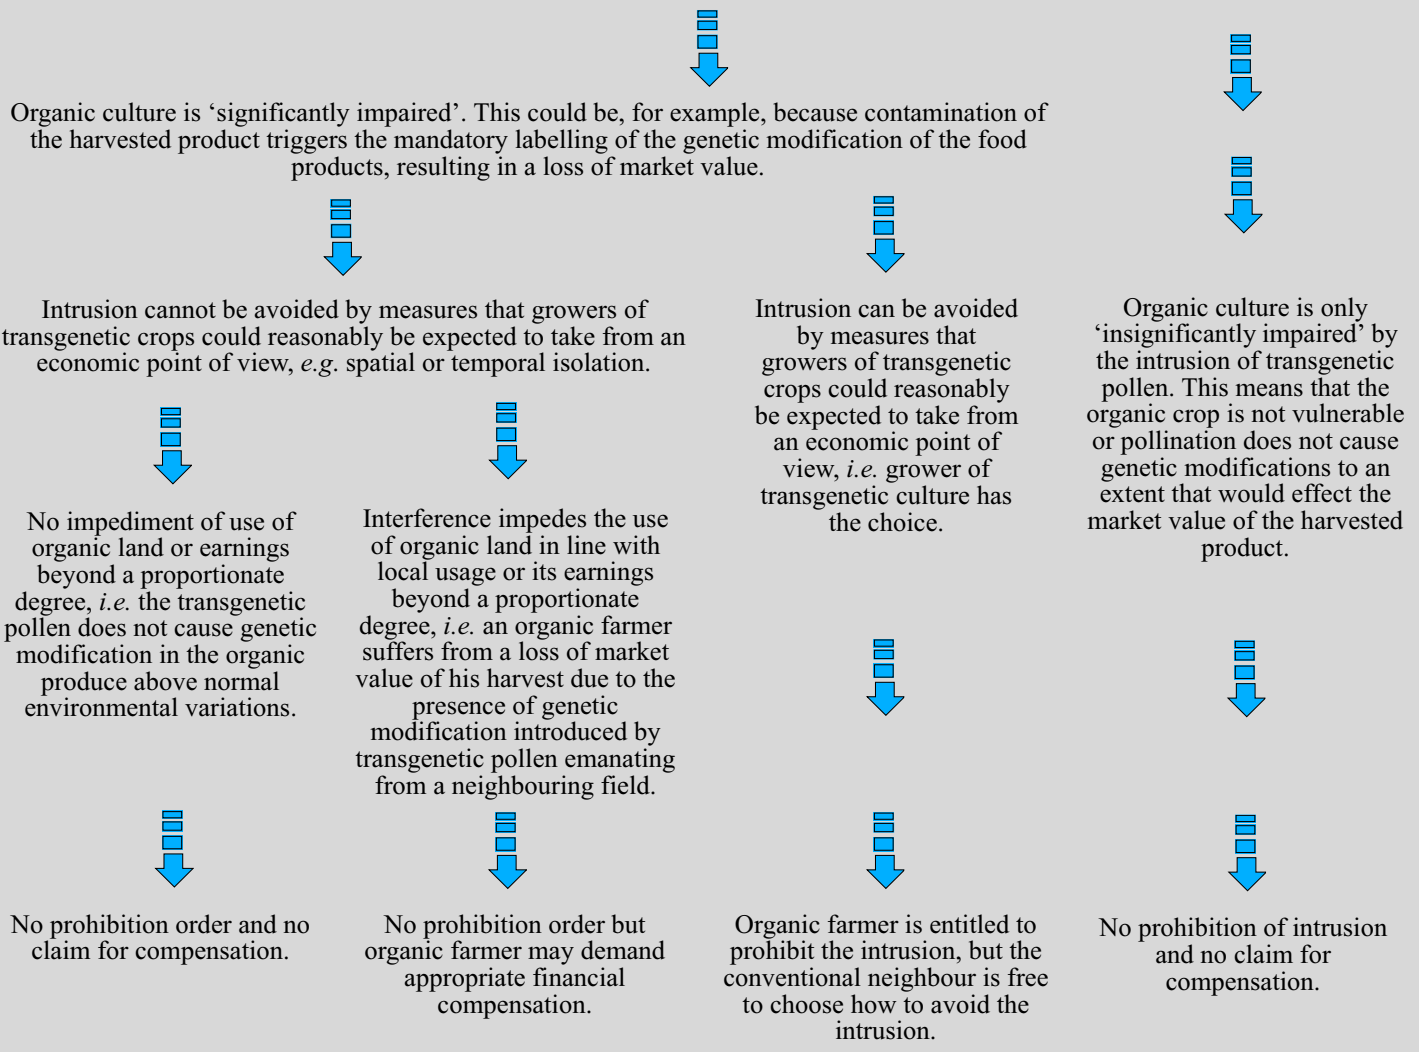 Organic culture is ‘significantly impaired’. This could be, for example, because contamination of
the harvested product triggers the mandatory labelling of the genetic modification of the food
products, resulting in a loss of market value.
Intrusion cannot be avoided by measures that growers of
transgenetic crops could reasonably be expected to take from an
economic point of view, e.g. spatial or temporal isolation.
Intrusion can be avoided
by measures that
growers of transgenetic
crops could reasonably
be expected to take from
an economic point of
view, i.e. grower of
transgenetic culture has
the choice.
Organic culture is only
‘insignificantly impaired’ by
the intrusion of transgenetic
pollen. This means that the
organic crop is not vulnerable
or pollination does not cause
genetic modifications to an
extent that would effect the
market value of the harvested
product.
No impediment of use of
organic land or earnings
beyond a proportionate
degree, i.e. the transgenetic
pollen does not cause genetic
modification in the organic
produce above normal
environmental variations.
Interference impedes the use
of organic land in line with
local usage or its earnings
beyond a proportionate
degree, i.e. an organic farmer
suffers from a loss of market
value of his harvest due to the
presence of genetic
modification introduced by
transgenetic pollen emanating
from a neighbouring field.
No prohibition order and no
claim for compensation.
No prohibition order but
organic farmer may demand
appropriate financial
compensation.
Organic farmer is entitled to
prohibit the intrusion, but the
conventional neighbour is free
to choose how to avoid the
intrusion.
No prohibition of intrusion
and no claim for
compensation.